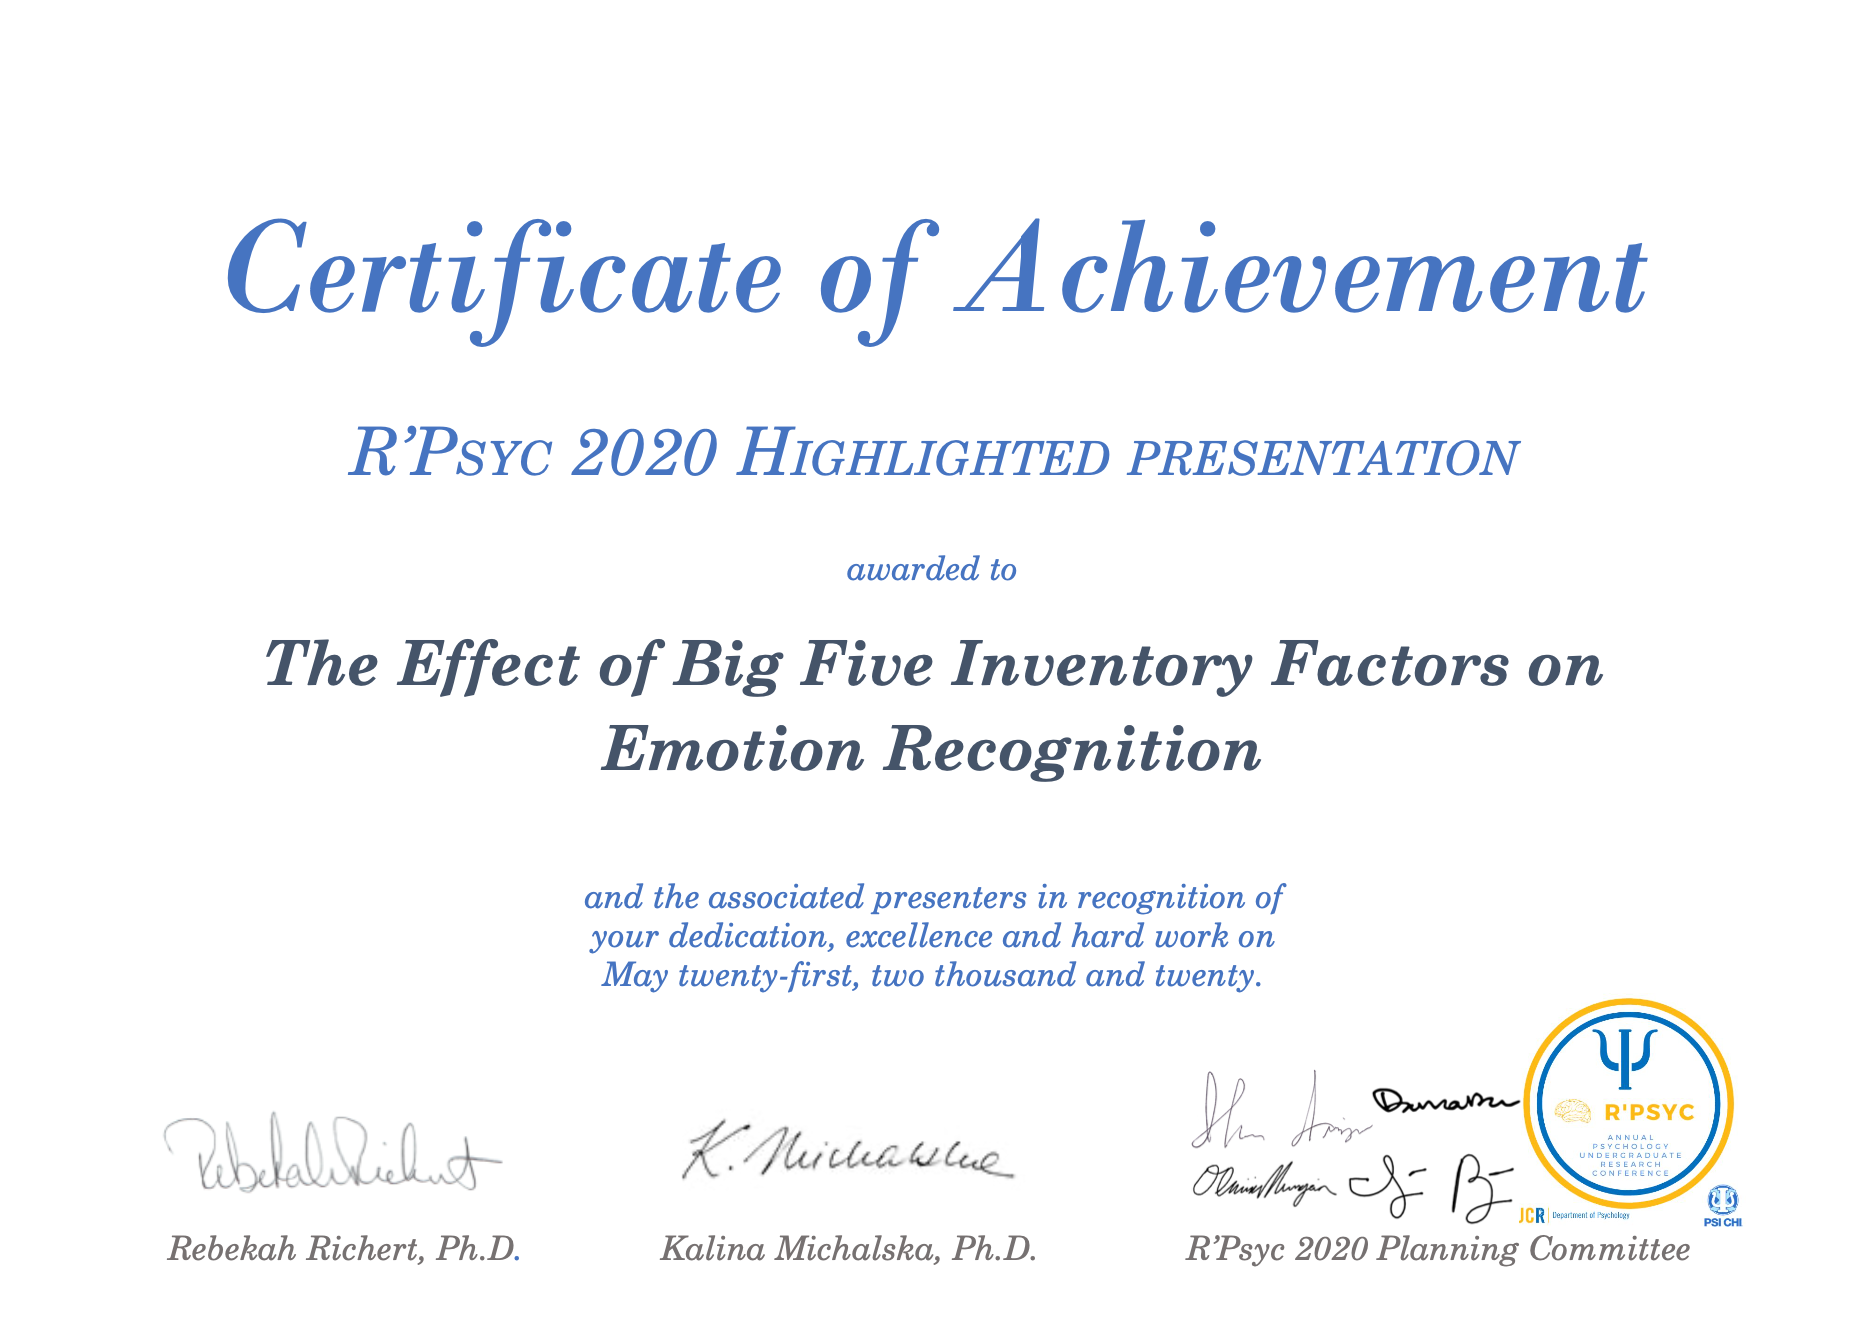 Certificate of Achievement
R'Psyc 2020 Highlighted presentation
awarded to
The Effect of Big Five Inventory Factors on
Emotion Recognition
and the associated presenters in recognition of
your dedication, excellence and hard work on
May twenty-first, two thousand and twenty.
Ψ
R'PSYC
ANNUAL
PSYCHOLOGY
UNDERGRADUATE
RESEARCH
CONFERENCE
Rebekah Richert
K. Michalska
JCR Department of Psychology
PSI CHI
Rebekah Richert, Ph.D.
Kalina Michalska, Ph.D.
R'Psyc 2020 Planning Committee